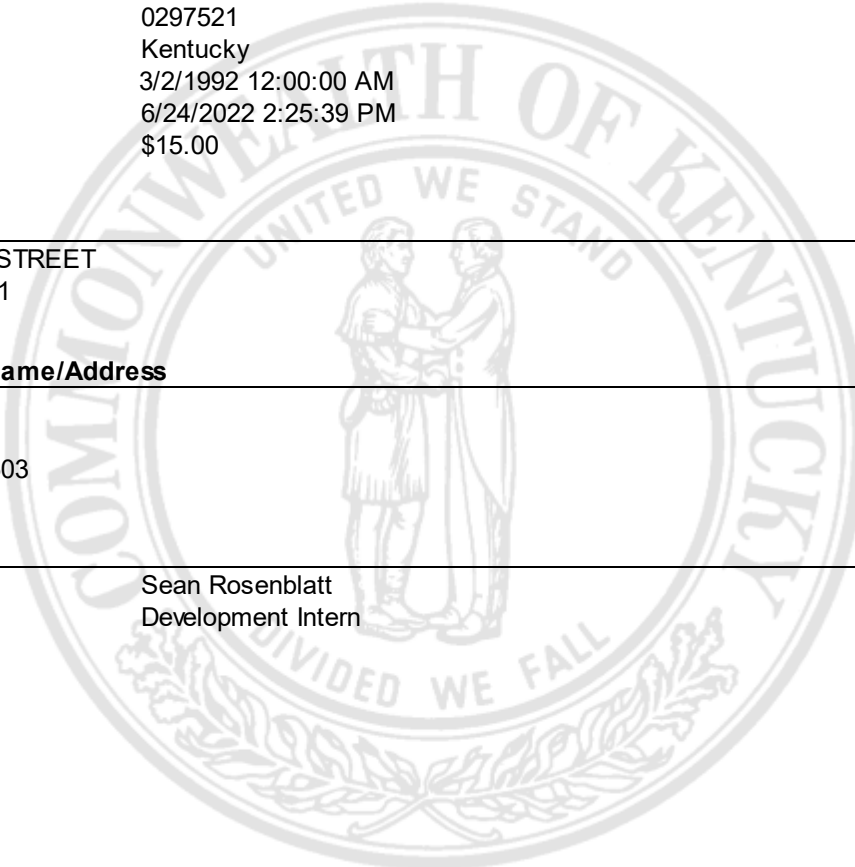 0297521
Kentucky
3/2/1992 12:00:00 AM
6/24/2022 2:25:39 PM
$15.00
STREET
1
ame/Address
03
Sean Rosenblatt
Development Intern
COMMONWEALTH OF KENTUCKY
UNITED WE STAND
DIVIDED WE FALL